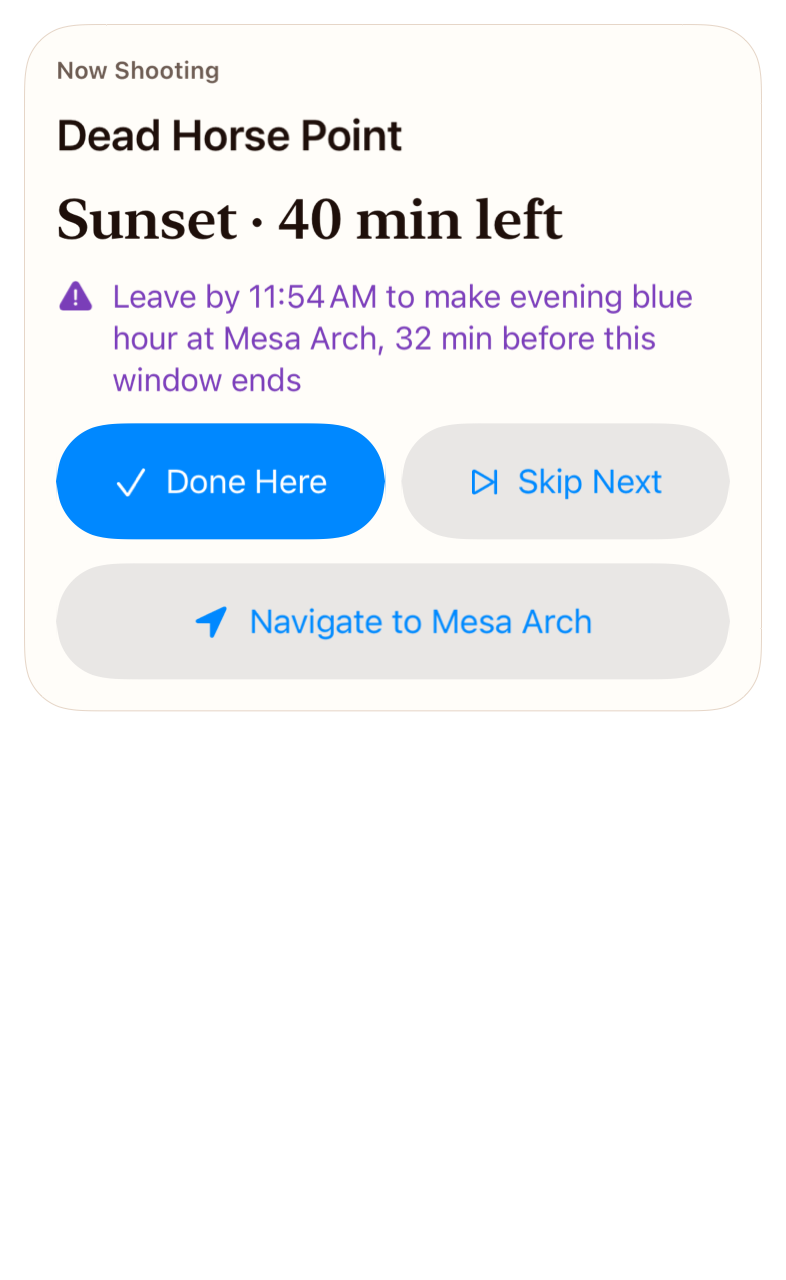 Now Shooting
Dead Horse Point
Sunset · 40 min left
Leave by 11:54 AM to make evening blue
hour at Mesa Arch, 32 min before this
window ends
Done Here
Skip Next
Navigate to Mesa Arch